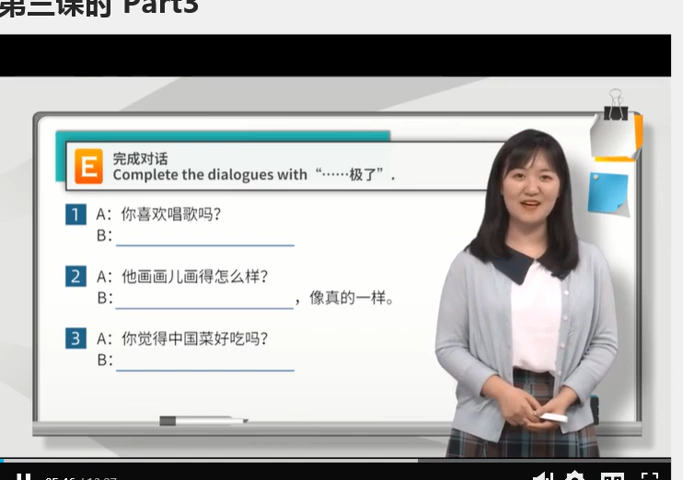 第三课时 Part3
E
完成对话
Complete the dialogues with “……极了”.
1 A：你喜欢唱歌吗？
B：
2 A：他画画儿画得怎么样？
B： ，像真的一样。
3 A：你觉得中国菜好吃吗？
B：